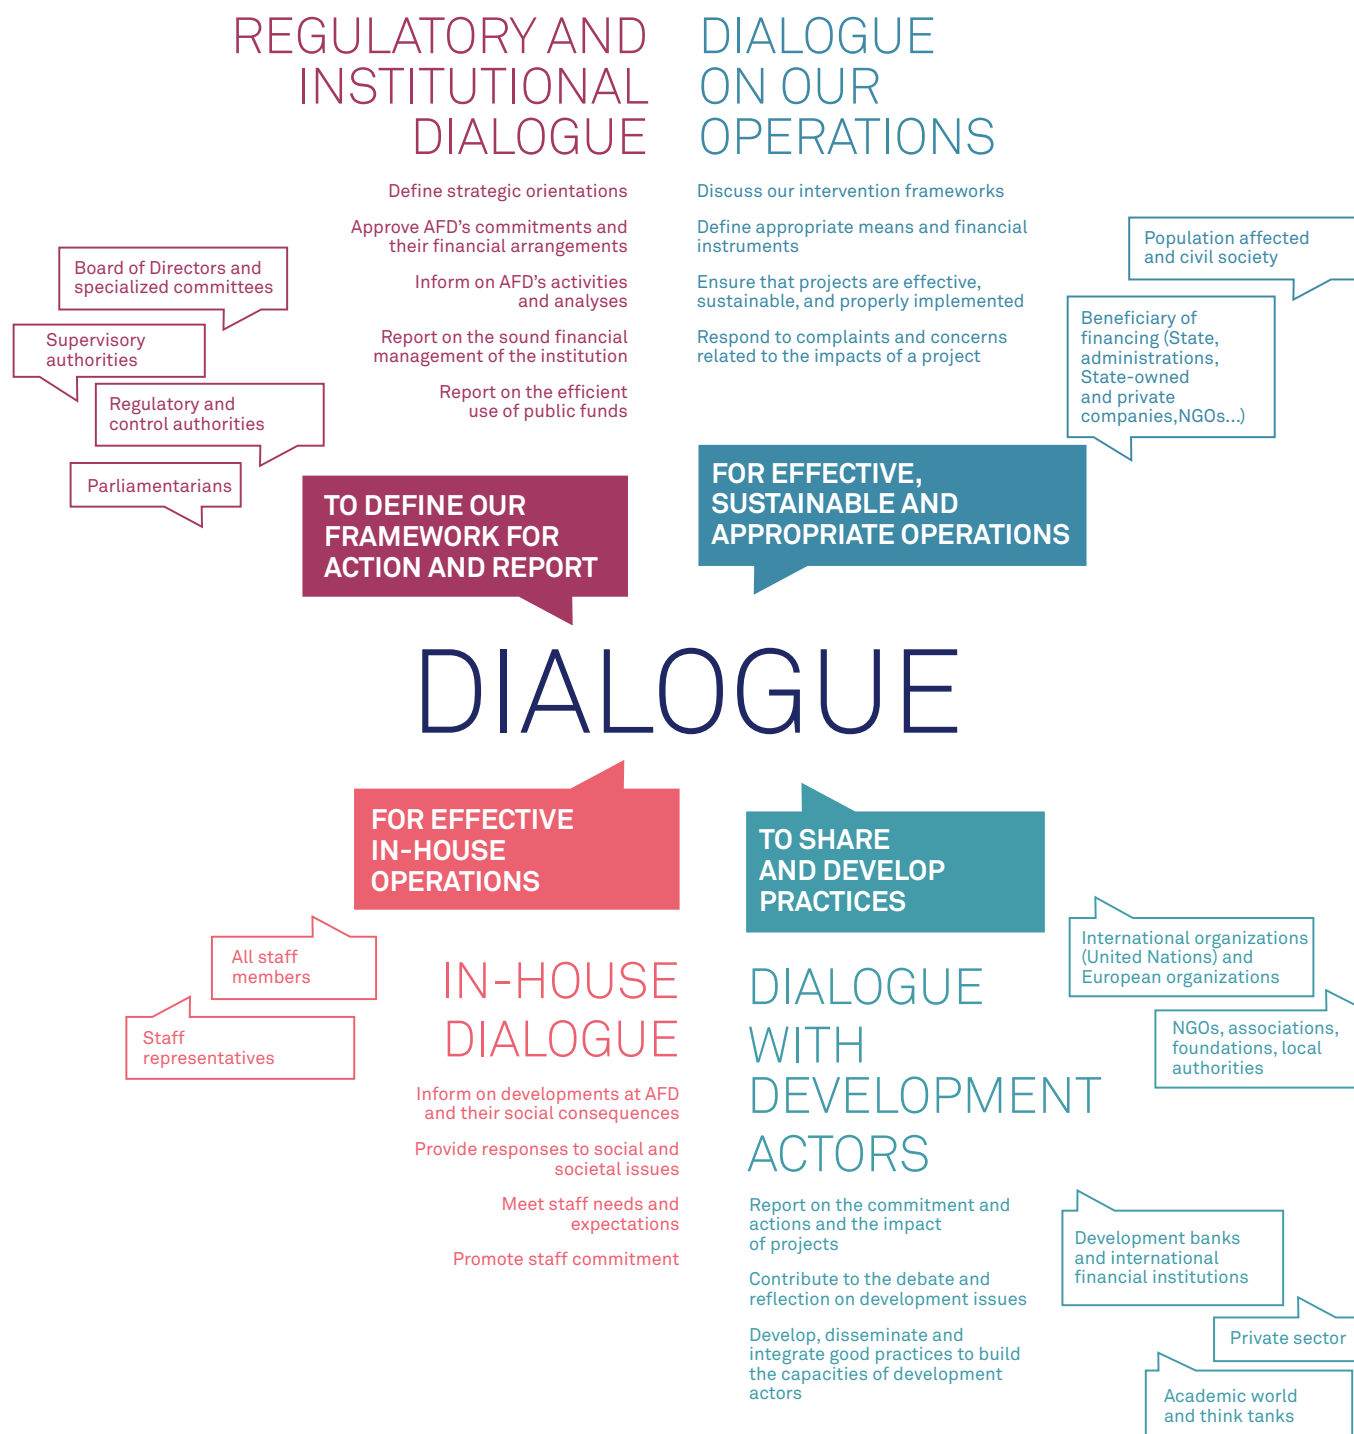 REGULATORY AND
INSTITUTIONAL
DIALOGUE
Define strategic orientations
Approve AFD’s commitments and
their financial arrangements
Inform on AFD’s activities
and analyses
Report on the sound financial
management of the institution
Report on the efficient
use of public funds
Board of Directors and
specialized committees
Supervisory
authorities
Regulatory and
control authorities
Parliamentarians
TO DEFINE OUR
FRAMEWORK FOR
ACTION AND REPORT
DIALOGUE
ON OUR
OPERATIONS
Discuss our intervention frameworks
Define appropriate means and financial
instruments
Ensure that projects are effective,
sustainable, and properly implemented
Respond to complaints and concerns
related to the impacts of a project
Population affected
and civil society
Beneficiary of
financing (State,
administrations,
State-owned
and private
companies,NGOs...)
FOR EFFECTIVE,
SUSTAINABLE AND
APPROPRIATE OPERATIONS
DIALOGUE
FOR EFFECTIVE
IN-HOUSE
OPERATIONS
All staff
members
Staff
representatives
IN-HOUSE
DIALOGUE
Inform on developments at AFD
and their social consequences
Provide responses to social and
societal issues
Meet staff needs and
expectations
Promote staff commitment
TO SHARE
AND DEVELOP
PRACTICES
DIALOGUE
WITH
DEVELOPMENT
ACTORS
Report on the commitment and
actions and the impact
of projects
Contribute to the debate and
reflection on development issues
Develop, disseminate and
integrate good practices to build
the capacities of development
actors
International organizations
(United Nations) and
European organizations
NGOs, associations,
foundations, local
authorities
Development banks
and international
financial institutions
Private sector
Academic world
and think tanks